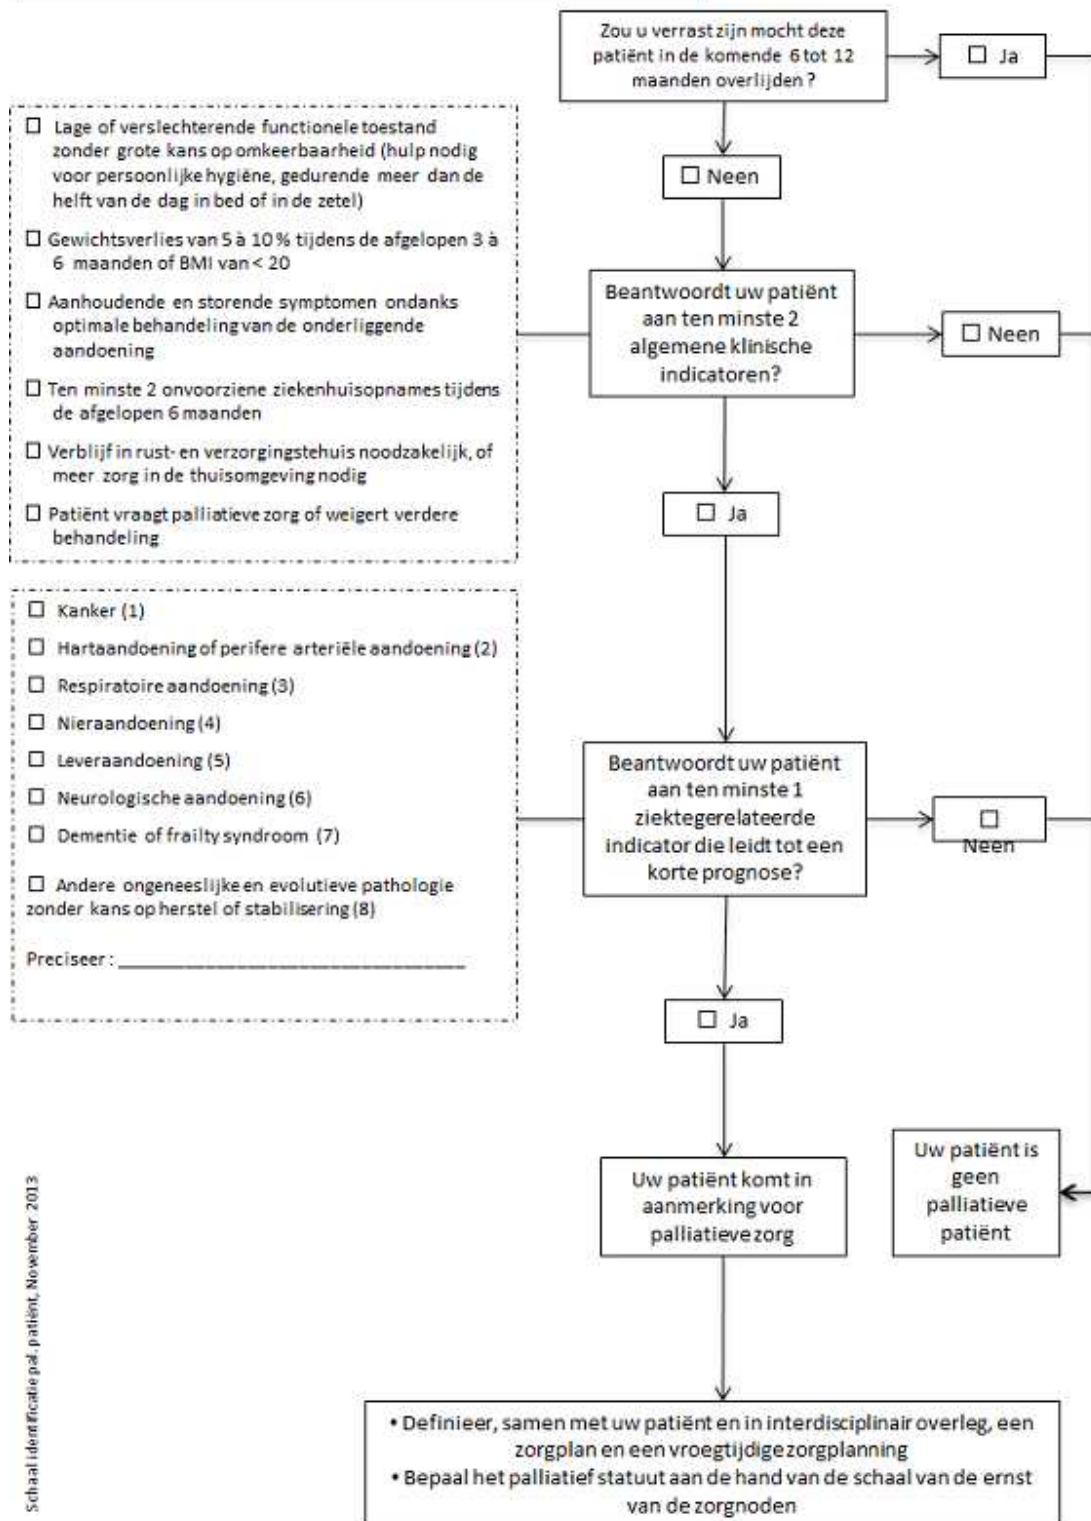 Zou u verrast zijn mocht deze
patiënt in de komende 6 tot 12
maanden overlijden ?
☐ Ja
☐ Neen
☐ Lage of verslechterende functionele toestand
zonder grote kans op omkeerbaarheid (hulp nodig
voor persoonlijke hygiëne, gedurende meer dan de
helft van de dag in bed of in de zetel)
☐ Gewichtsverlies van 5 à 10 % tijdens de afgelopen 3 à
6 maanden of BMI van < 20
☐ Aanhoudende en storende symptomen ondanks
optimale behandeling van de onderliggende
aandoening
☐ Ten minste 2 onvoorziene ziekenhuisopnames tijdens
de afgelopen 6 maanden
☐ Verblijf in rust- en verzorgingstehuis noodzakelijk, of
meer zorg in de thuisomgeving nodig
☐ Patiënt vraagt palliatieve zorg of weigert verdere
behandeling
Beantwoordt uw patiënt
aan ten minste 2
algemene klinische
indicatoren?
☐ Neen
☐ Ja
☐ Kanker (1)
☐ Hartaandoening of perifere arteriële aandoening (2)
☐ Respiratoire aandoening (3)
☐ Nieraandoening (4)
☐ Leveraandoening (5)
☐ Neurologische aandoening (6)
☐ Dementie of frailty syndroom (7)
☐ Andere ongeneeslijke en evolutieve pathologie
zonder kans op herstel of stabilisering (8)
Preciseer : ______________________________
Beantwoordt uw patiënt
aan ten minste 1
ziektegerelateerde
indicator die leidt tot een
korte prognose?
☐
Neen
☐ Ja
Uw patiënt komt in
aanmerking voor
palliatieve zorg
Uw patiënt is
geen
palliatieve
patiënt
• Definieer, samen met uw patiënt en in interdisciplinair overleg, een
zorgplan en een vroegtijdige zorgplanning
• Bepaal het palliatief statuut aan de hand van de schaal van de ernst
van de zorgnoden
Schaal identificatie pal. patiënt, November 2013